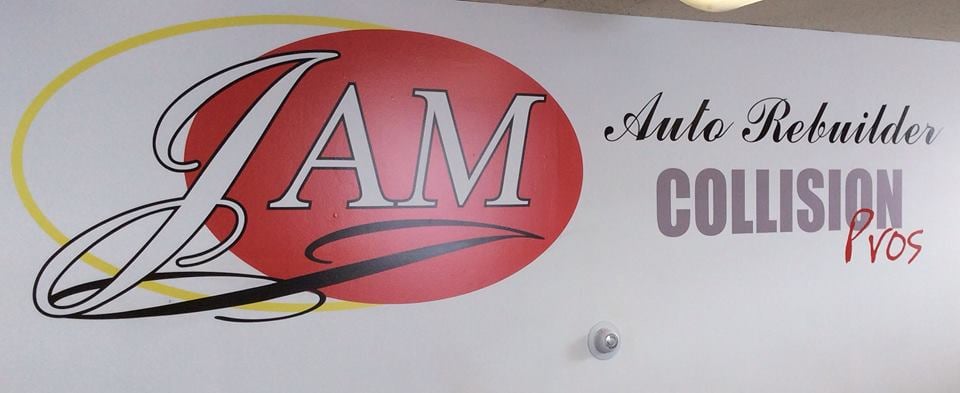 JAM
Auto Rebuilder
COLLISION
Pros